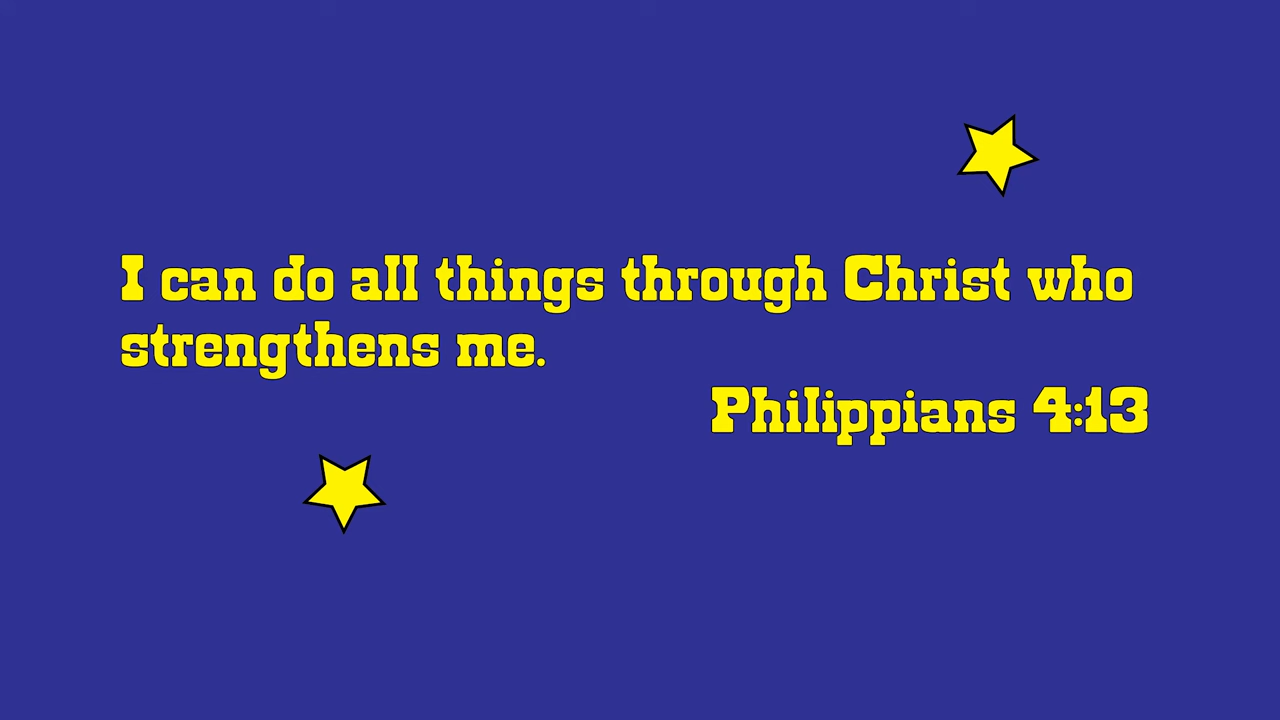 I can do all things through Christ who
strengthens me.
Philippians 4:13